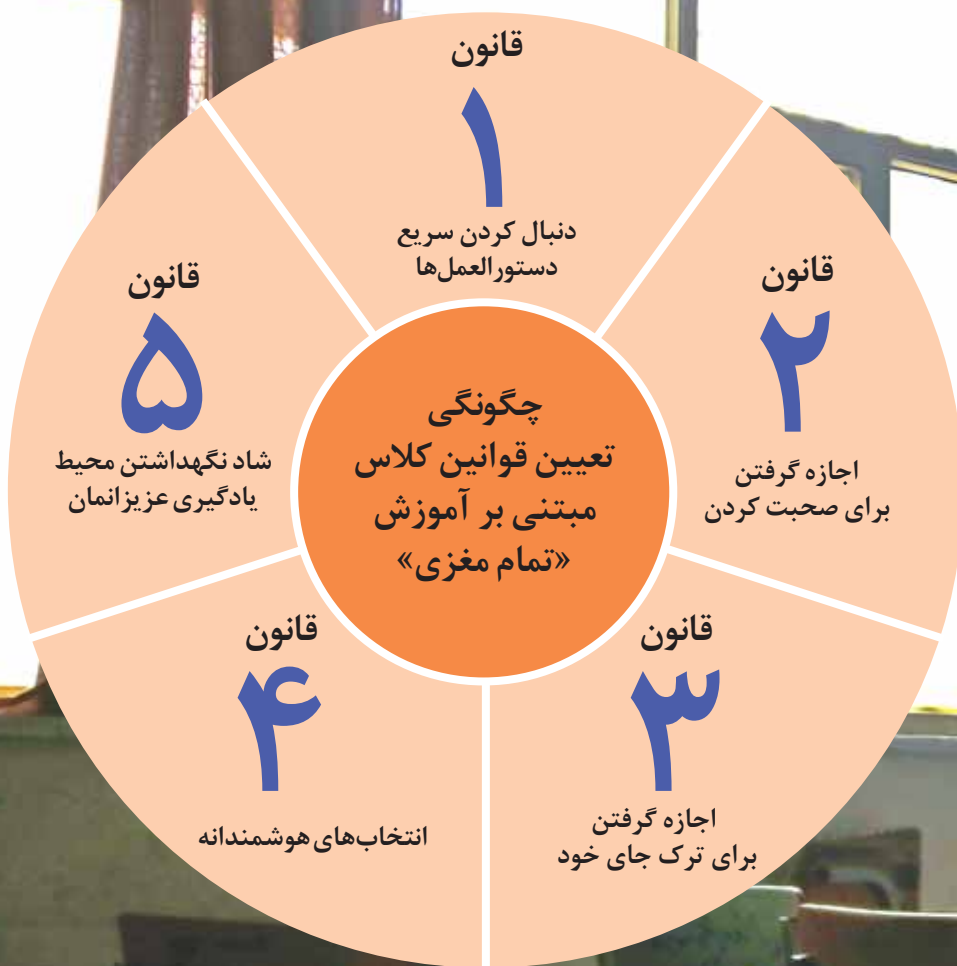 چگونگی
تعیین قوانین کلاس
مبتنی بر آموزش
«تمام مغزی»
قانون
۱
دنبال کردن سریع
دستورالعمل‌ها
قانون
۲
اجازه گرفتن
برای صحبت کردن
قانون
۳
اجازه گرفتن
برای ترک جای خود
قانون
۴
انتخاب‌های هوشمندانه
قانون
۵
شاد نگهداشتن محیط
یادگیری عزیزانمان